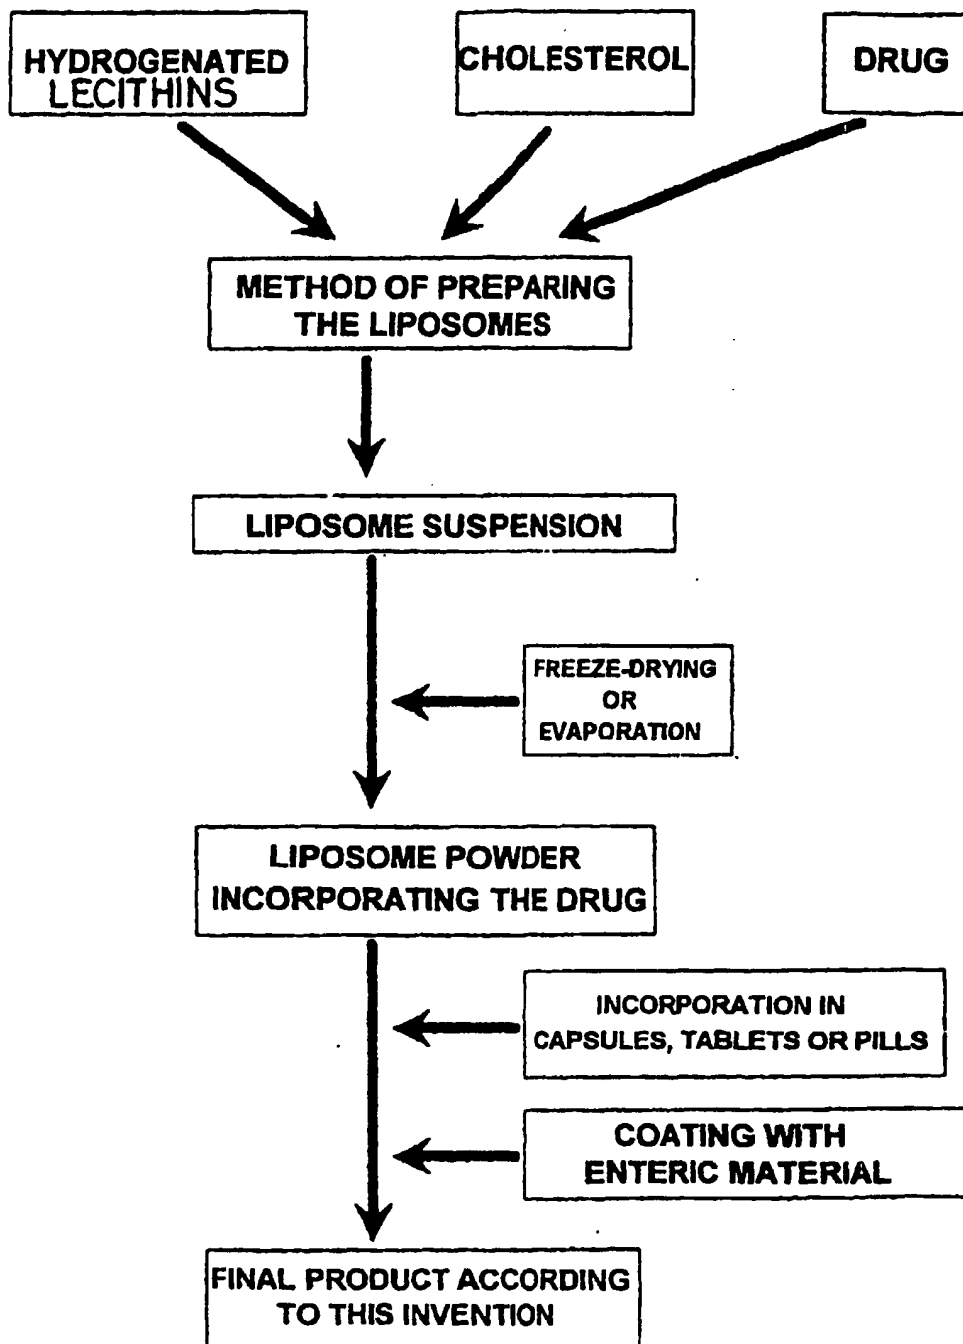 HYDROGENATED
LECITHINS
CHOLESTEROL
DRUG
METHOD OF PREPARING
THE LIPOSOMES
LIPOSOME SUSPENSION
FREEZE-DRYING
OR
EVAPORATION
LIPOSOME POWDER
INCORPORATING THE DRUG
INCORPORATION IN
CAPSULES, TABLETS OR PILLS
COATING WITH
ENTERIC MATERIAL
FINAL PRODUCT ACCORDING
TO THIS INVENTION